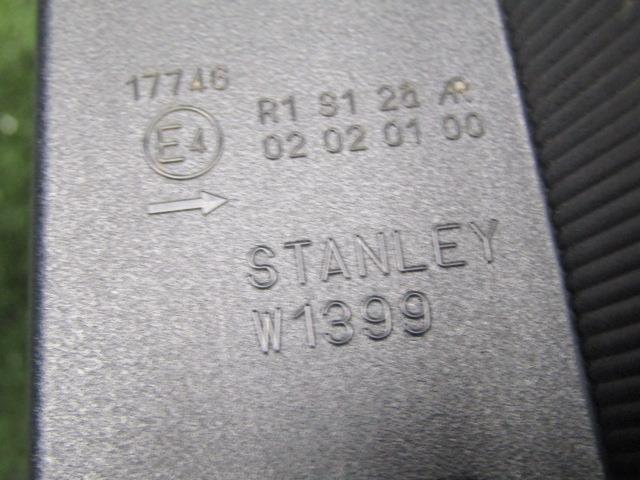 17746
E4 R1 S1 2a AR
02 02 01 00
STANLEY
W1399